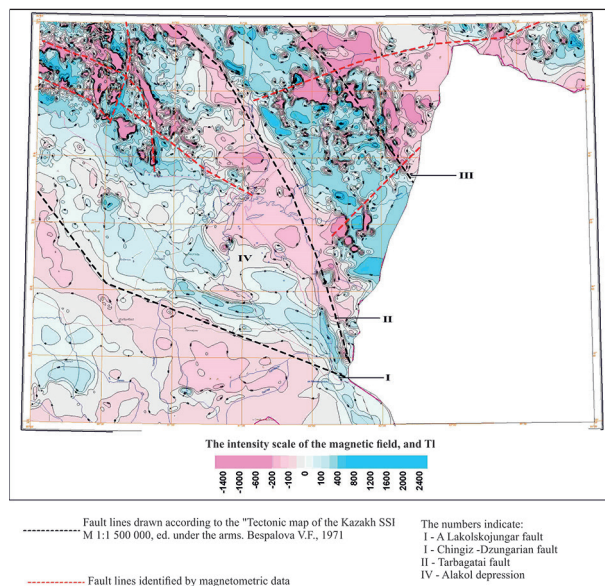 III
IV
II
I
The intensity scale of the magnetic field, and Tl
-1400
-1000
-600
-200
-100
0
100
400
800
1200
1600
2000
2400
Fault lines drawn according to the "Tectonic map of the Kazakh SSI
M 1:1 500 000, ed. under the arms. Bespalova V.F., 1971
Fault lines identified by magnetometric data
The numbers indicate:
I - A Lakolskojungar fault
I - Chingiz -Dzungarian fault
II - Tarbagatai fault
IV - Alakol depression